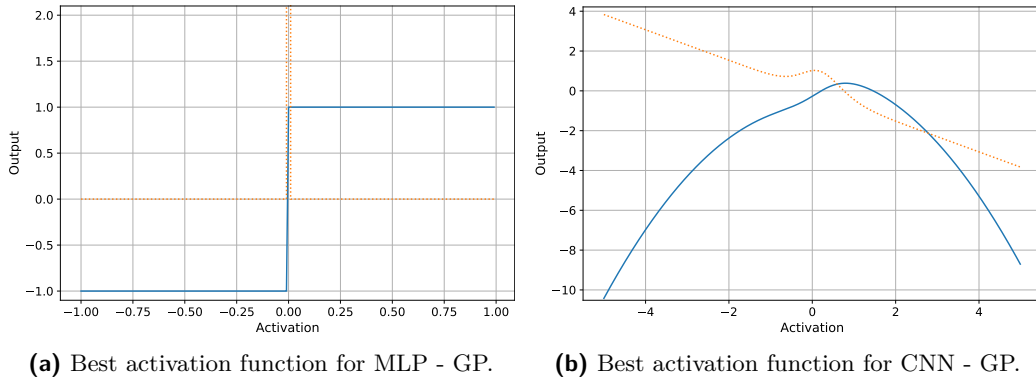 2.0
1.5
1.0
0.5
0.0
−0.5
−1.0
Output
−1.00 −0.75 −0.50 −0.25 0.00 0.25 0.50 0.75 1.00
Activation
(a) Best activation function for MLP - GP.
4
2
0
−2
−4
−6
−8
−10
Output
−4 −2 0 2 4
Activation
(b) Best activation function for CNN - GP.